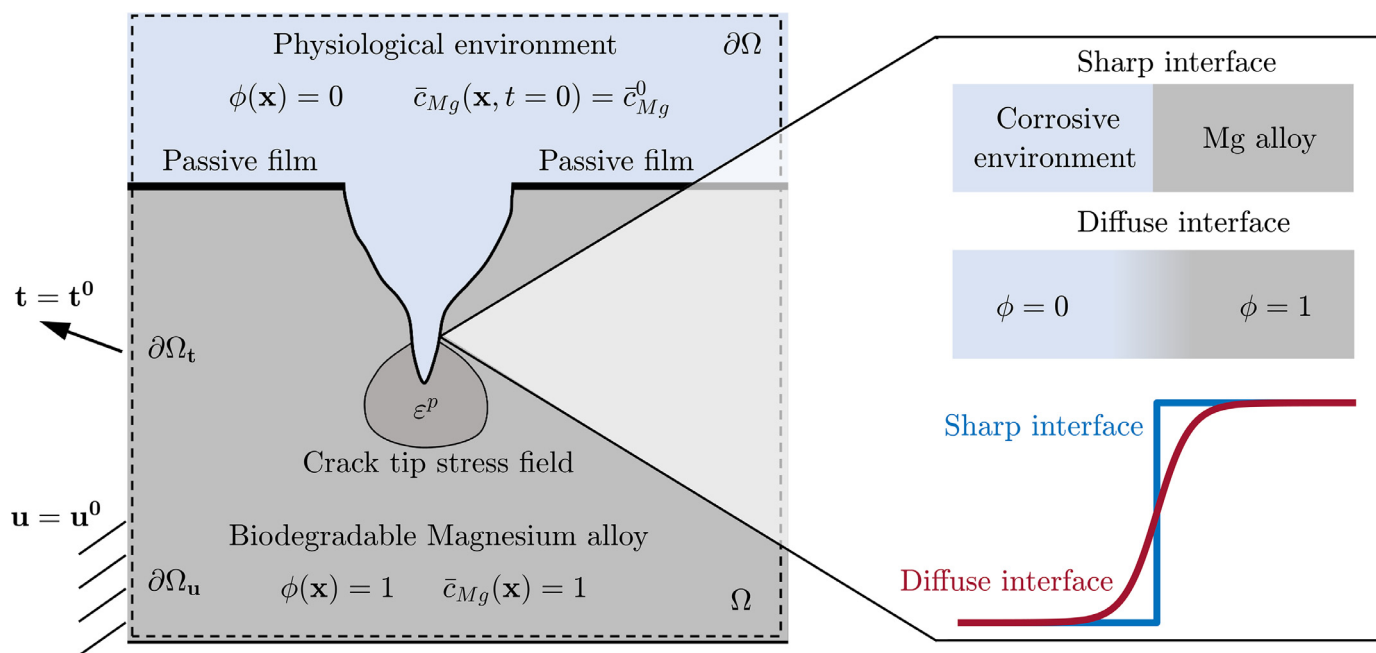 Physiological environment
∂Ω
ϕ(x) = 0
c̄_Mg(x, t = 0) = c̄⁰_Mg
Passive film
Passive film
t = t⁰
∂Ω_t
εᵖ
Crack tip stress field
u = u⁰
Biodegradable Magnesium alloy
∂Ω_u
ϕ(x) = 1
c̄_Mg(x) = 1
Ω
Sharp interface
Corrosive
environment
Mg alloy
Diffuse interface
ϕ = 0
ϕ = 1
Sharp interface
Diffuse interface